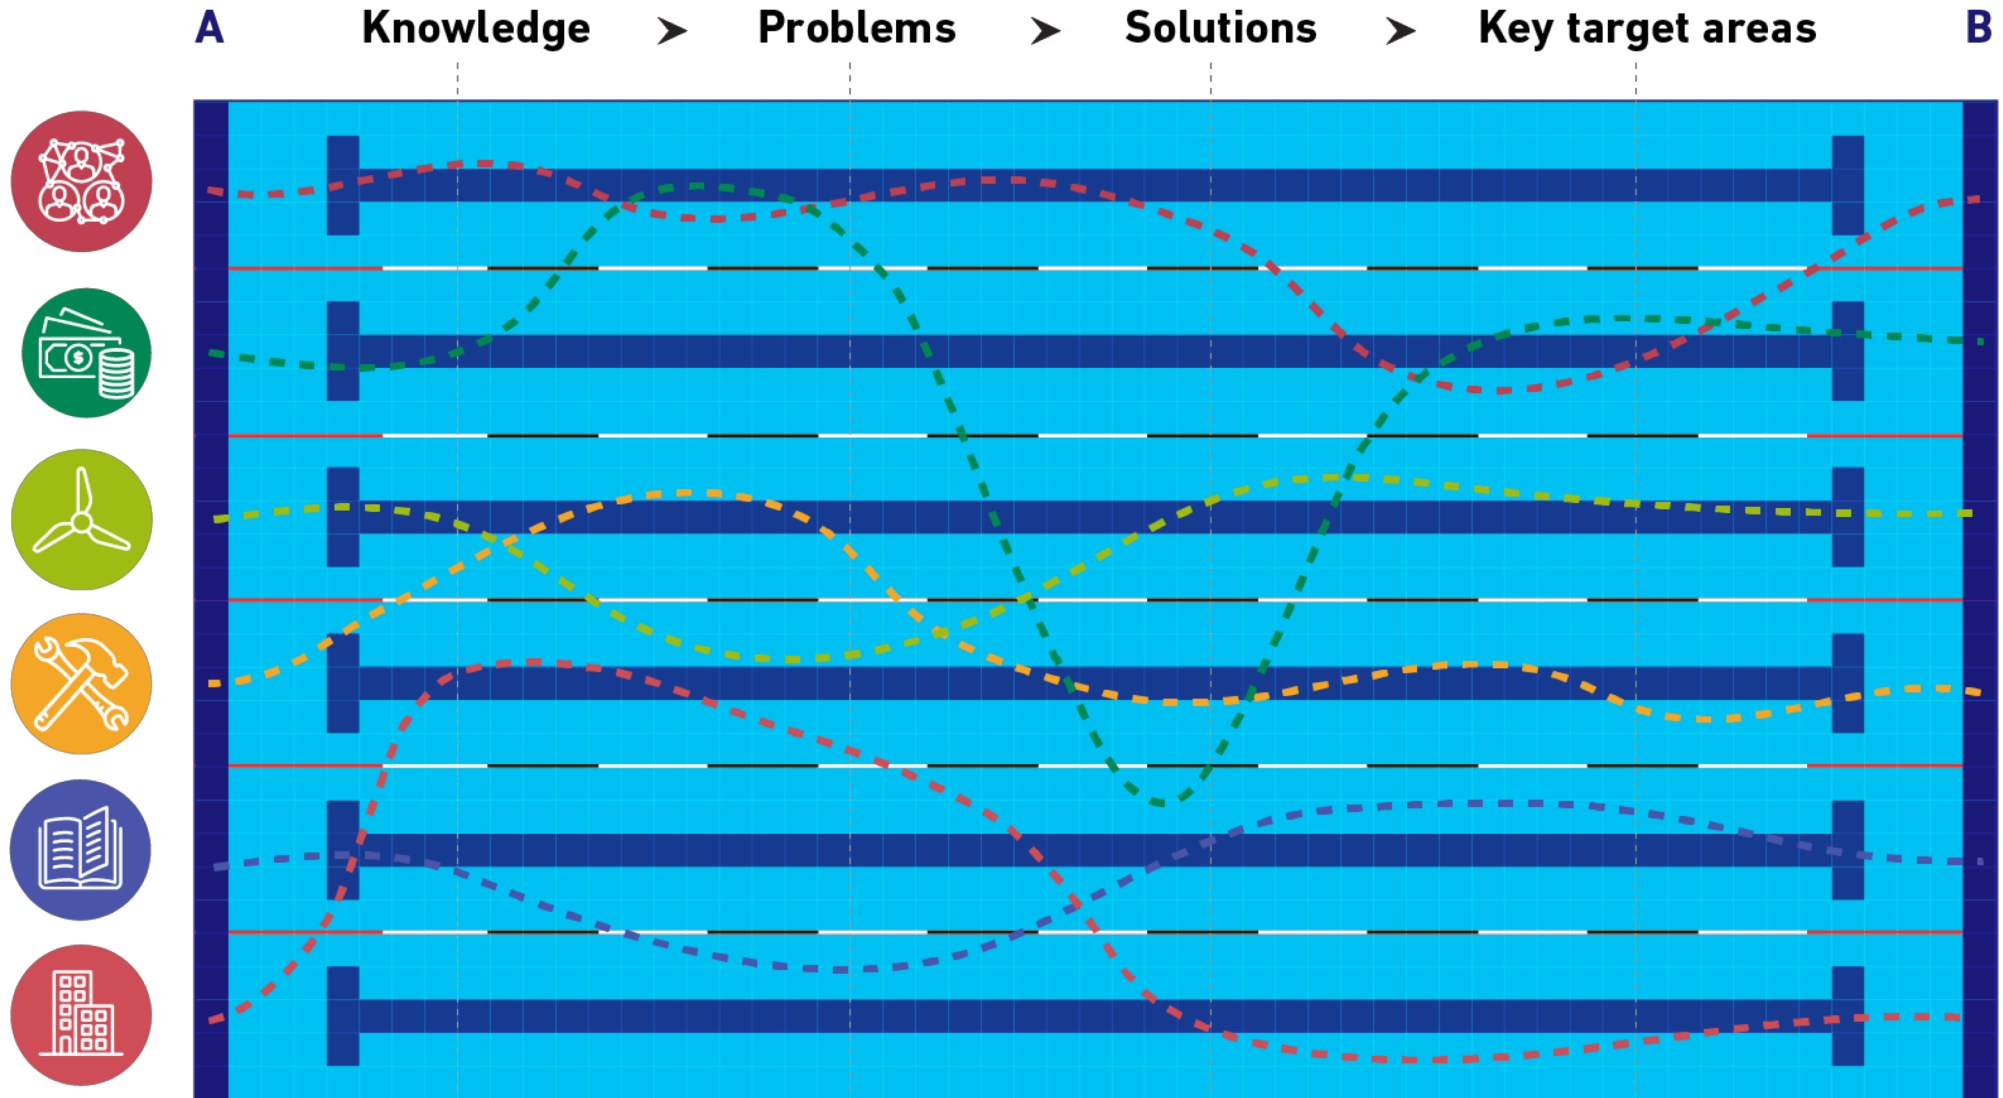 A Knowledge ➤ Problems ➤ Solutions ➤ Key target areas B
$